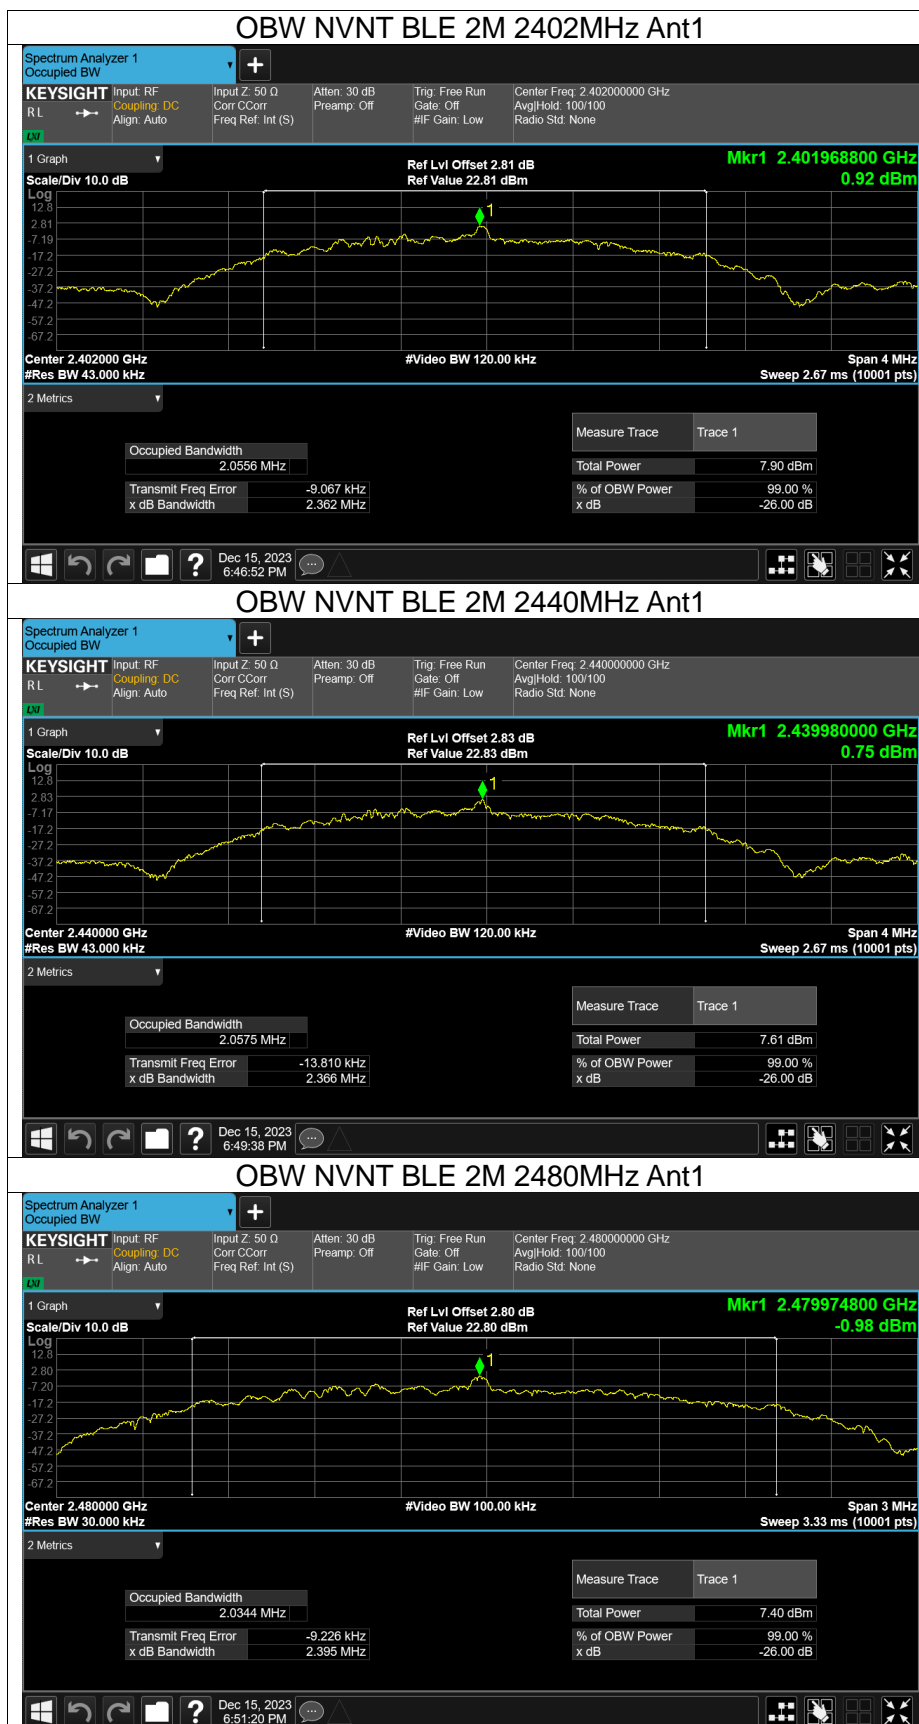 OBW NVNT BLE 2M 2402MHz Ant1
Spectrum Analyzer 1
Occupied BW
+
KEYSIGHT Input: RF Input Z: 50 Ω Atten: 30 dB Trig: Free Run Center Freq: 2.402000000 GHz
R L Coupling: DC Corr CCorr Preamp: Off Gate: Off Avg|Hold: 100/100
Align: Auto Freq Ref: Int (S) #IF Gain: Low Radio Std: None
LXI
1 Graph Ref Lvl Offset 2.81 dB Mkr1 2.401968800 GHz
Scale/Div 10.0 dB Ref Value 22.81 dBm 0.92 dBm
Log
12.8
2.81
-7.19
-17.2
-27.2
-37.2
-47.2
-57.2
-67.2
1
Center 2.402000 GHz #Video BW 120.00 kHz Span 4 MHz
#Res BW 43.000 kHz Sweep 2.67 ms (10001 pts)
2 Metrics
Measure Trace Trace 1
Occupied Bandwidth
2.0556 MHz Total Power 7.90 dBm
Transmit Freq Error -9.067 kHz % of OBW Power 99.00 %
x dB Bandwidth 2.362 MHz x dB -26.00 dB
? Dec 15, 2023
6:46:52 PM
OBW NVNT BLE 2M 2440MHz Ant1
Spectrum Analyzer 1
Occupied BW
+
KEYSIGHT Input: RF Input Z: 50 Ω Atten: 30 dB Trig: Free Run Center Freq: 2.440000000 GHz
R L Coupling: DC Corr CCorr Preamp: Off Gate: Off Avg|Hold: 100/100
Align: Auto Freq Ref: Int (S) #IF Gain: Low Radio Std: None
LXI
1 Graph Ref Lvl Offset 2.83 dB Mkr1 2.439980000 GHz
Scale/Div 10.0 dB Ref Value 22.83 dBm 0.75 dBm
Log
12.8
2.83
-7.17
-17.2
-27.2
-37.2
-47.2
-57.2
-67.2
1
Center 2.440000 GHz #Video BW 120.00 kHz Span 4 MHz
#Res BW 43.000 kHz Sweep 2.67 ms (10001 pts)
2 Metrics
Measure Trace Trace 1
Occupied Bandwidth
2.0575 MHz Total Power 7.61 dBm
Transmit Freq Error -13.810 kHz % of OBW Power 99.00 %
x dB Bandwidth 2.366 MHz x dB -26.00 dB
? Dec 15, 2023
6:49:38 PM
OBW NVNT BLE 2M 2480MHz Ant1
Spectrum Analyzer 1
Occupied BW
+
KEYSIGHT Input: RF Input Z: 50 Ω Atten: 30 dB Trig: Free Run Center Freq: 2.480000000 GHz
R L Coupling: DC Corr CCorr Preamp: Off Gate: Off Avg|Hold: 100/100
Align: Auto Freq Ref: Int (S) #IF Gain: Low Radio Std: None
LXI
1 Graph Ref Lvl Offset 2.80 dB Mkr1 2.479974800 GHz
Scale/Div 10.0 dB Ref Value 22.80 dBm -0.98 dBm
Log
12.8
2.80
-7.20
-17.2
-27.2
-37.2
-47.2
-57.2
-67.2
1
Center 2.480000 GHz #Video BW 100.00 kHz Span 3 MHz
#Res BW 30.000 kHz Sweep 3.33 ms (10001 pts)
2 Metrics
Measure Trace Trace 1
Occupied Bandwidth
2.0344 MHz Total Power 7.40 dBm
Transmit Freq Error -9.226 kHz % of OBW Power 99.00 %
x dB Bandwidth 2.395 MHz x dB -26.00 dB
? Dec 15, 2023
6:51:20 PM